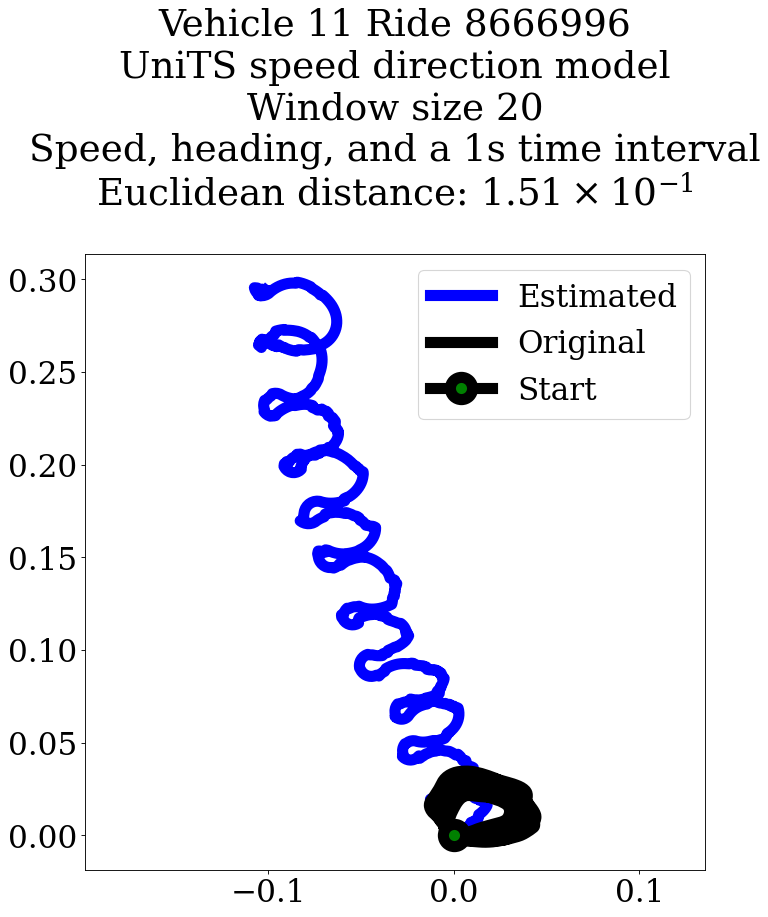 Vehicle 11 Ride 8666996
UniTS speed direction model
Window size 20
Speed, heading, and a 1s time interval
Euclidean distance: 1.51 × 10⁻¹
Estimated
Original
Start
0.30
0.25
0.20
0.15
0.10
0.05
0.00
−0.1
0.0
0.1